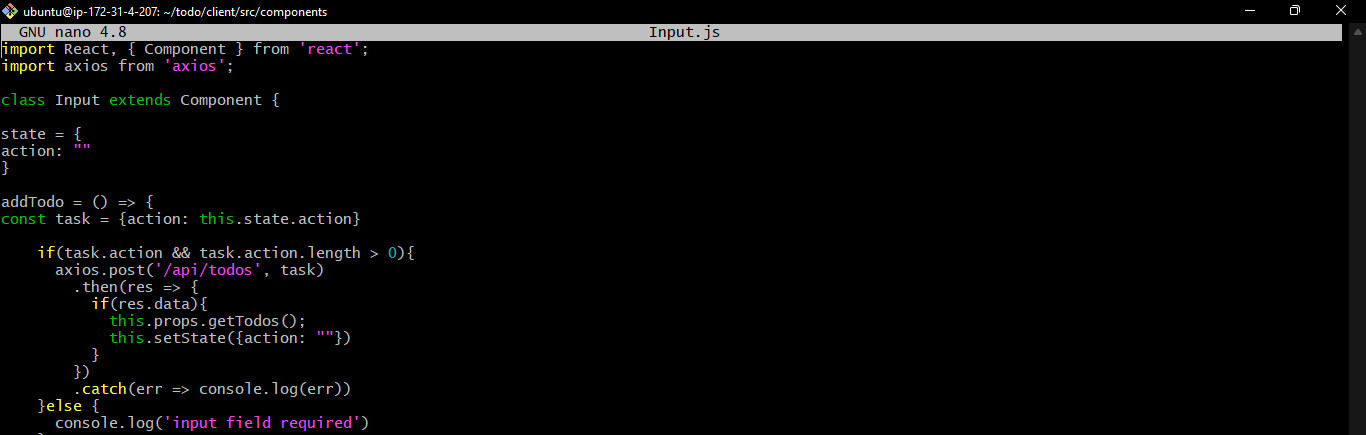 ubuntu@ip-172-31-4-207: ~/todo/client/src/components
GNU nano 4.8 Input.js
import React, { Component } from 'react';
import axios from 'axios';
class Input extends Component {
state = {
action: ""
}
addTodo = () => {
const task = {action: this.state.action}
if(task.action && task.action.length > 0){
axios.post('/api/todos', task)
.then(res => {
if(res.data){
this.props.getTodos();
this.setState({action: ""})
}
})
.catch(err => console.log(err))
}else {
console.log('input field required')